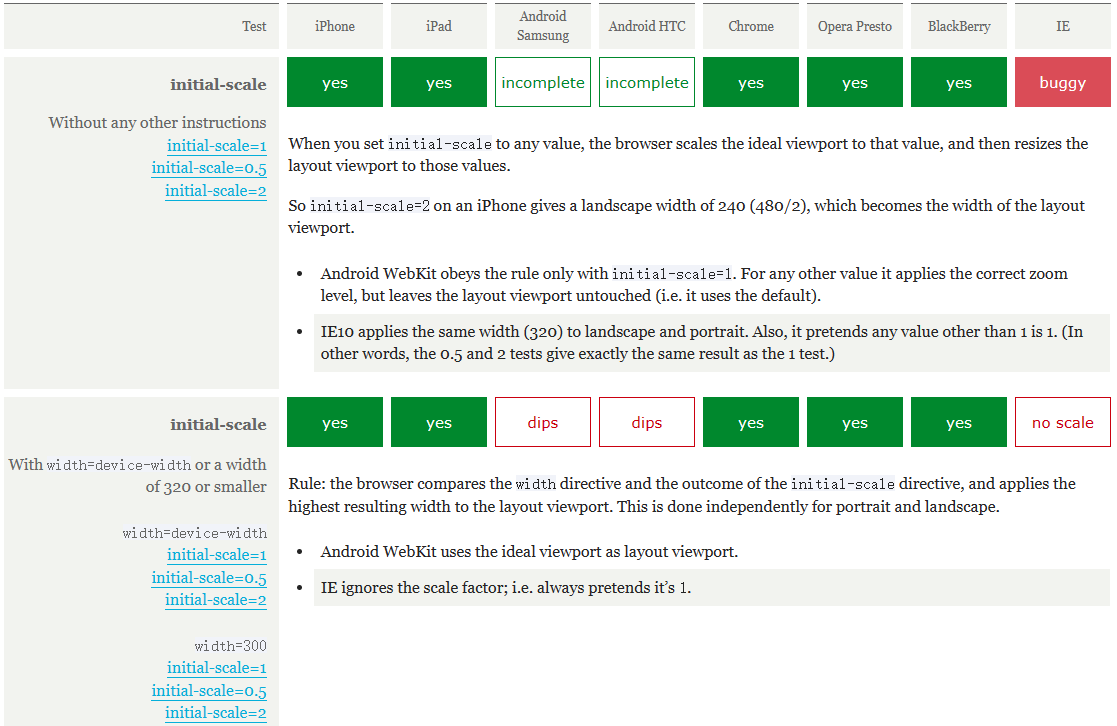 Test iPhone iPad Android Samsung Android HTC Chrome Opera Presto BlackBerry IE
initial-scale yes yes incomplete incomplete yes yes yes buggy
Without any other instructions
initial-scale=1
initial-scale=0.5
initial-scale=2
When you set initial-scale to any value, the browser scales the ideal viewport to that value, and then resizes the
layout viewport to those values.
So initial-scale=2 on an iPhone gives a landscape width of 240 (480/2), which becomes the width of the layout
viewport.
• Android WebKit obeys the rule only with initial-scale=1. For any other value it applies the correct zoom
level, but leaves the layout viewport untouched (i.e. it uses the default).
• IE10 applies the same width (320) to landscape and portrait. Also, it pretends any value other than 1 is 1. (In
other words, the 0.5 and 2 tests give exactly the same result as the 1 test.)
initial-scale yes yes dips dips yes yes yes no scale
With width=device-width or a width
of 320 or smaller
width=device-width
initial-scale=1
initial-scale=0.5
initial-scale=2
width=300
initial-scale=1
initial-scale=0.5
initial-scale=2
Rule: the browser compares the width directive and the outcome of the initial-scale directive, and applies the
highest resulting width to the layout viewport. This is done independently for portrait and landscape.
• Android WebKit uses the ideal viewport as layout viewport.
• IE ignores the scale factor; i.e. always pretends it’s 1.